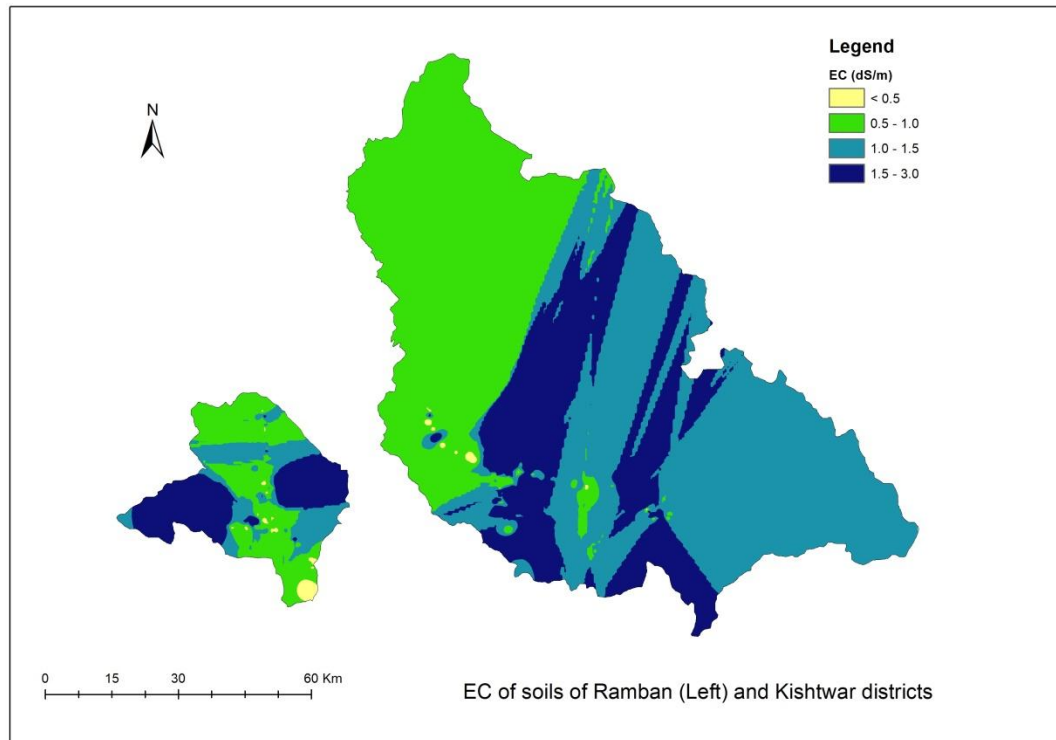 Legend
EC (dS/m)
< 0.5
0.5 - 1.0
1.0 - 1.5
1.5 - 3.0
N
0 15 30 60 Km
EC of soils of Ramban (Left) and Kishtwar districts